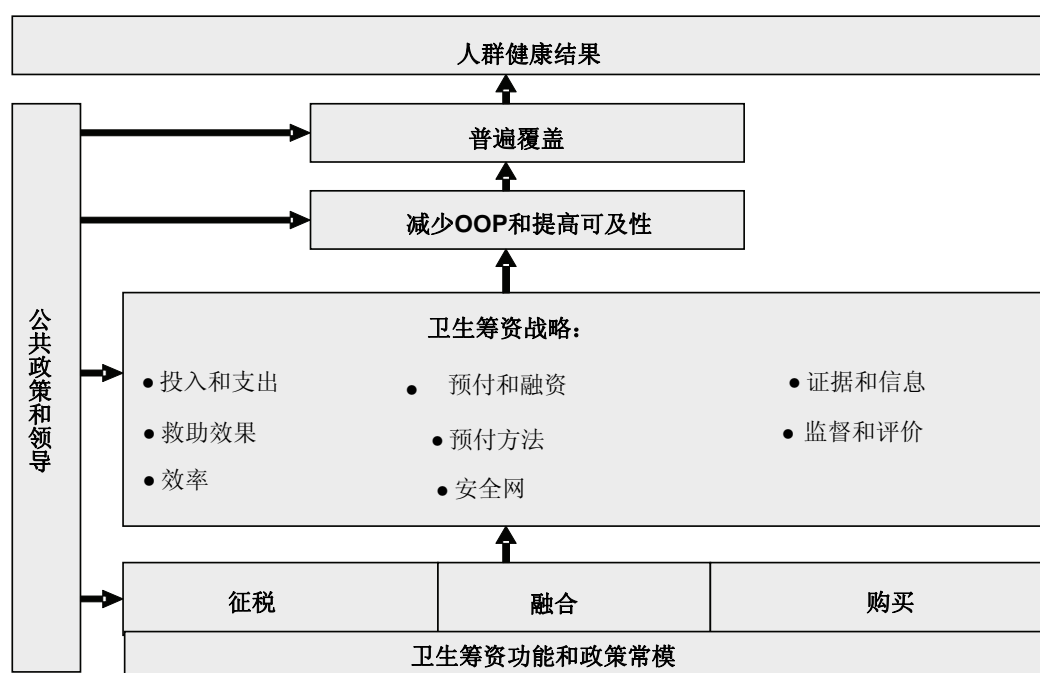 人群健康结果
普遍覆盖
减少OOP和提高可及性
公共政策和领导
卫生筹资战略：
● 投入和支出
● 救助效果
● 效率
● 预付和融资
● 预付方法
● 安全网
● 证据和信息
● 监督和评价
征税
融合
购买
卫生筹资功能和政策常模